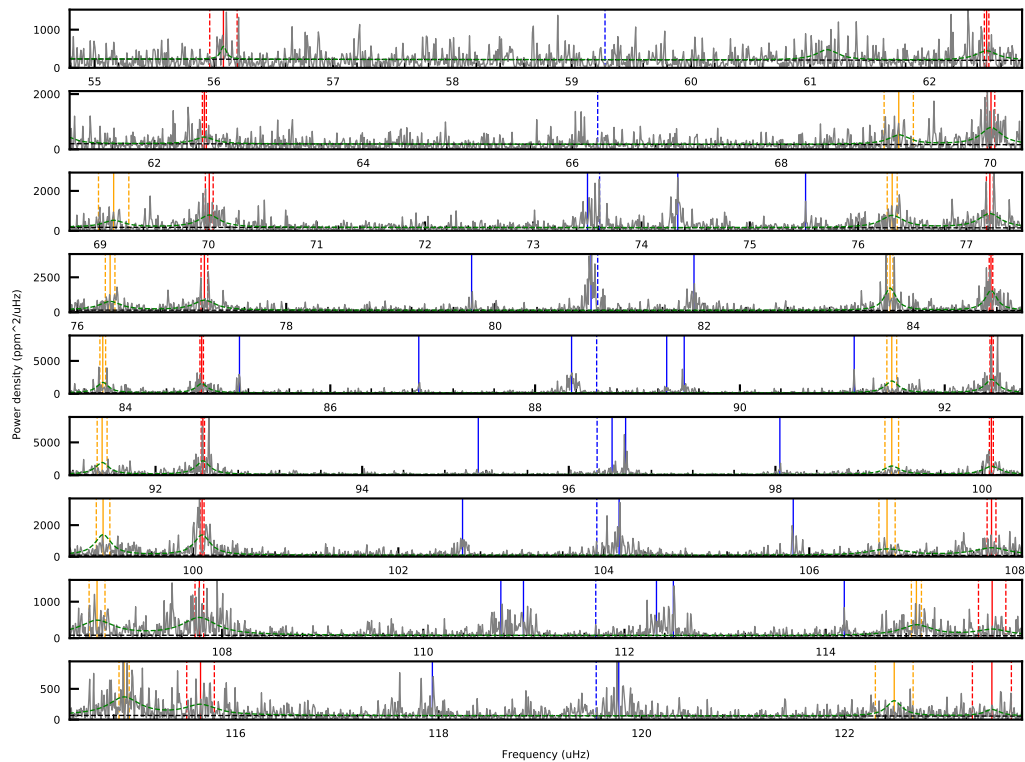 1000
0
55 56 57 58 59 60 61 62
2000
0
62 64 66 68 70
2000
0
69 70 71 72 73 74 75 76 77
2500
0
76 78 80 82 84
5000
0
84 86 88 90 92
5000
0
92 94 96 98 100
2000
0
100 102 104 106 108
1000
0
108 110 112 114
500
0
116 118 120 122
Power density (ppm^2/uHz)
Frequency (uHz)